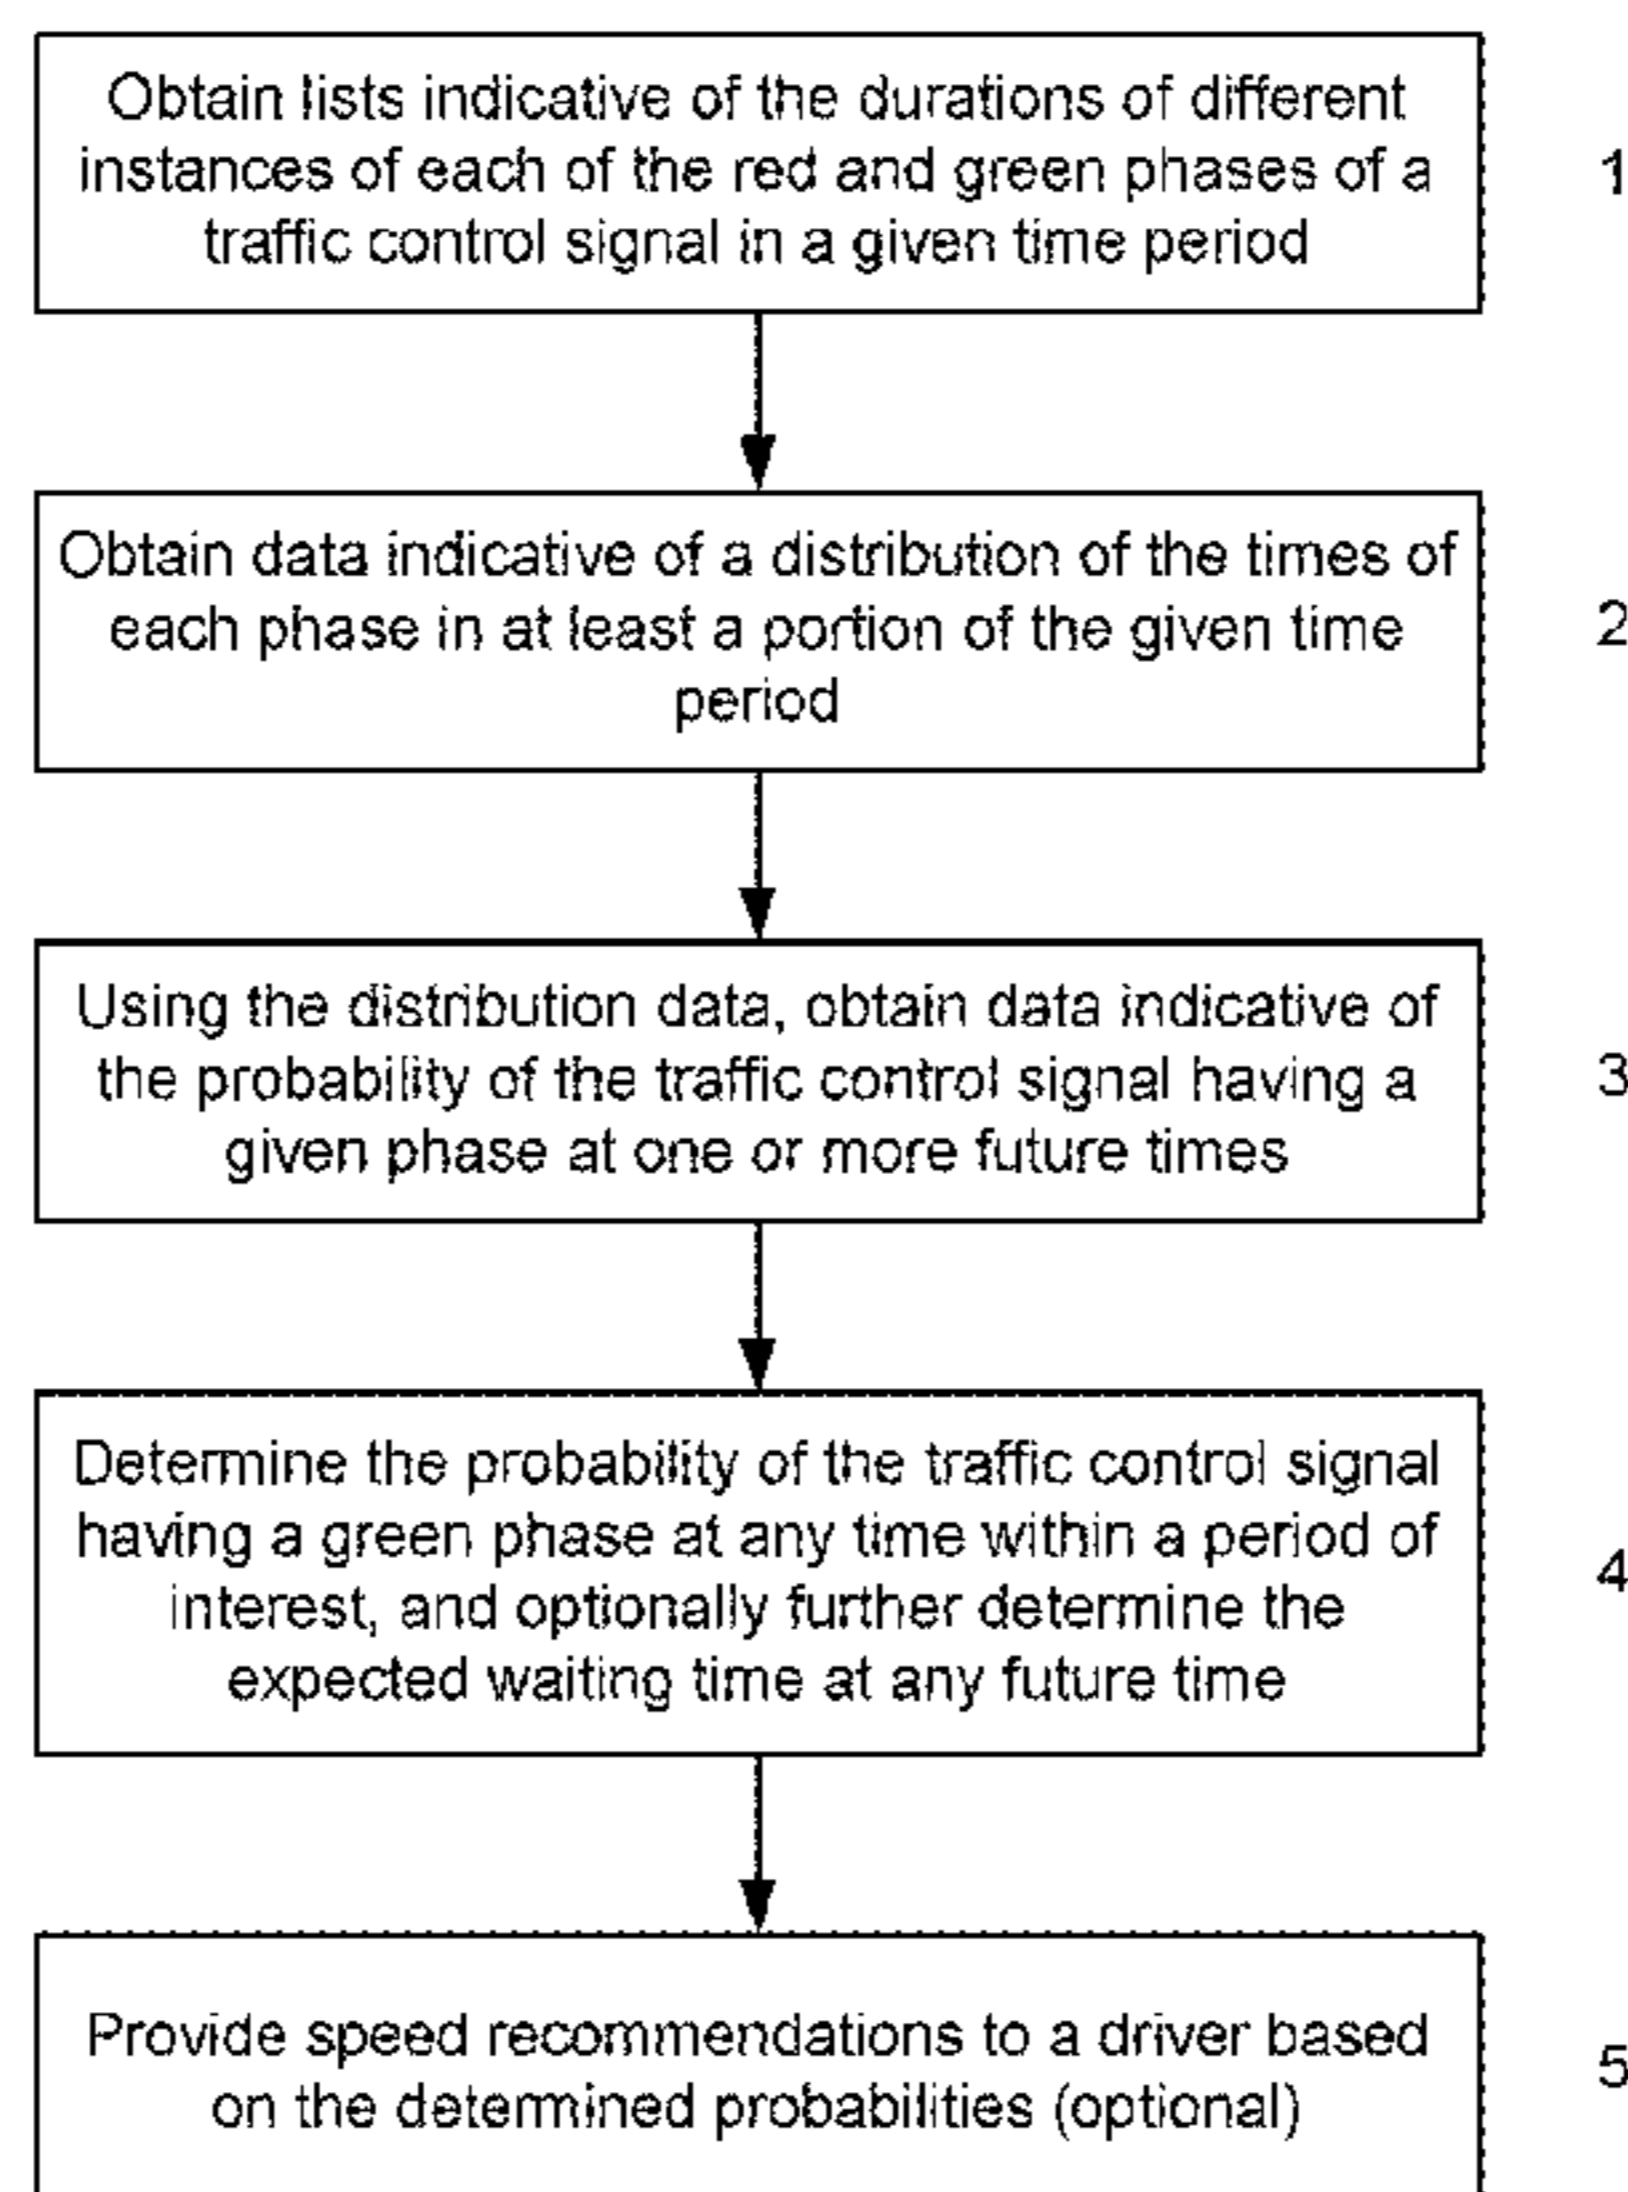 Obtain lists indicative of the durations of different
instances of each of the red and green phases of a
traffic control signal in a given time period
1
Obtain data indicative of a distribution of the times of
each phase in at least a portion of the given time
period
2
Using the distribution data, obtain data indicative of
the probability of the traffic control signal having a
given phase at one or more future times
3
Determine the probability of the traffic control signal
having a green phase at any time within a period of
interest, and optionally further determine the
expected waiting time at any future time
4
Provide speed recommendations to a driver based
on the determined probabilities (optional)
5